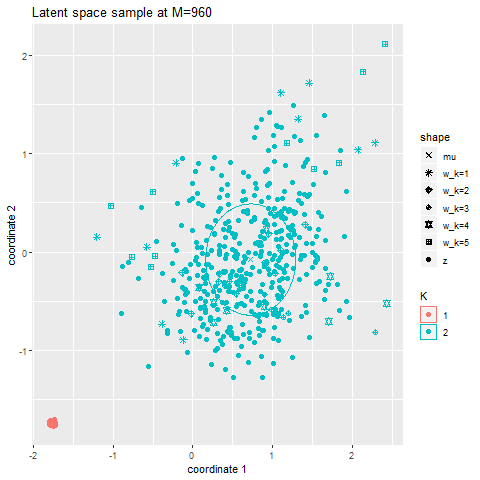 Latent space sample at M=960
2
1
0
-1
coordinate 2
-2
-1
0
1
2
coordinate 1
shape
mu
w_k=1
w_k=2
w_k=3
w_k=4
w_k=5
z
K
1
2